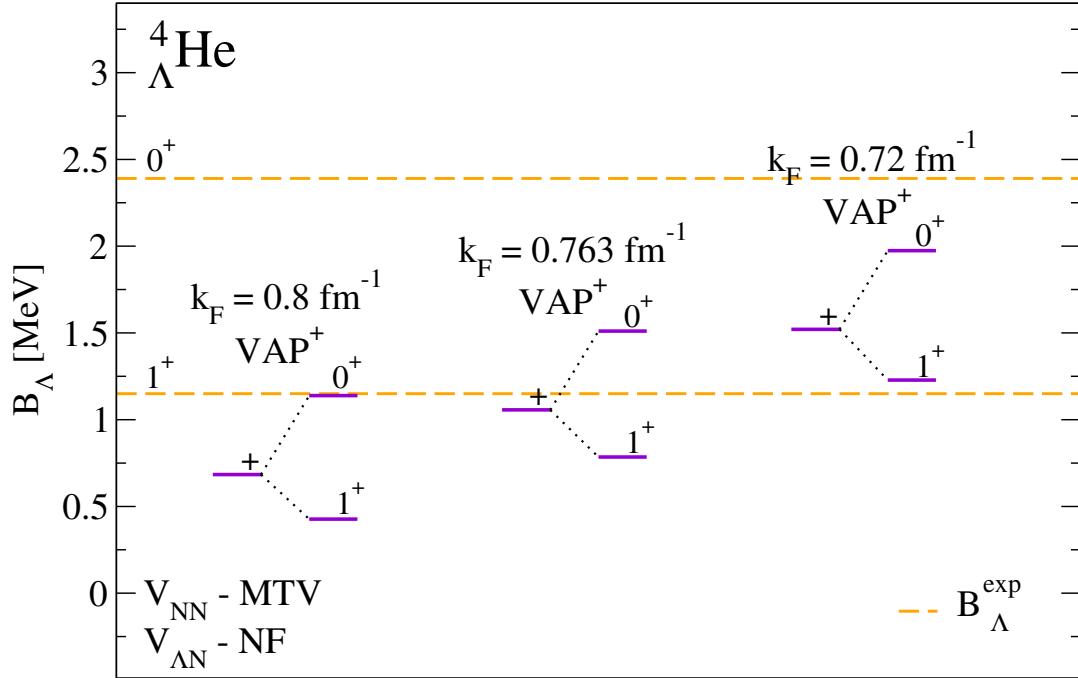 ⁴ΛHe
B_Λ [MeV]
3
2.5
2
1.5
1
0.5
0
0⁺
1⁺
k_F = 0.8 fm⁻¹
VAP⁺
0⁺
+
1⁺
k_F = 0.763 fm⁻¹
VAP⁺
0⁺
+
1⁺
k_F = 0.72 fm⁻¹
VAP⁺
0⁺
+
1⁺
V_NN - MTV
V_ΛN - NF
B_Λ^exp